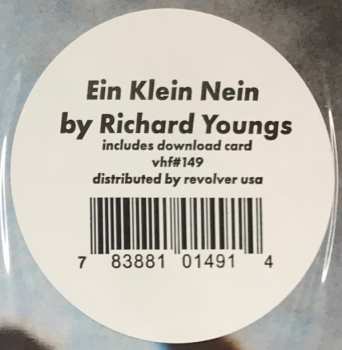 Ein Klein Nein
by Richard Youngs
includes download card
vhf#149
distributed by revolver usa
7 83881 01491 4